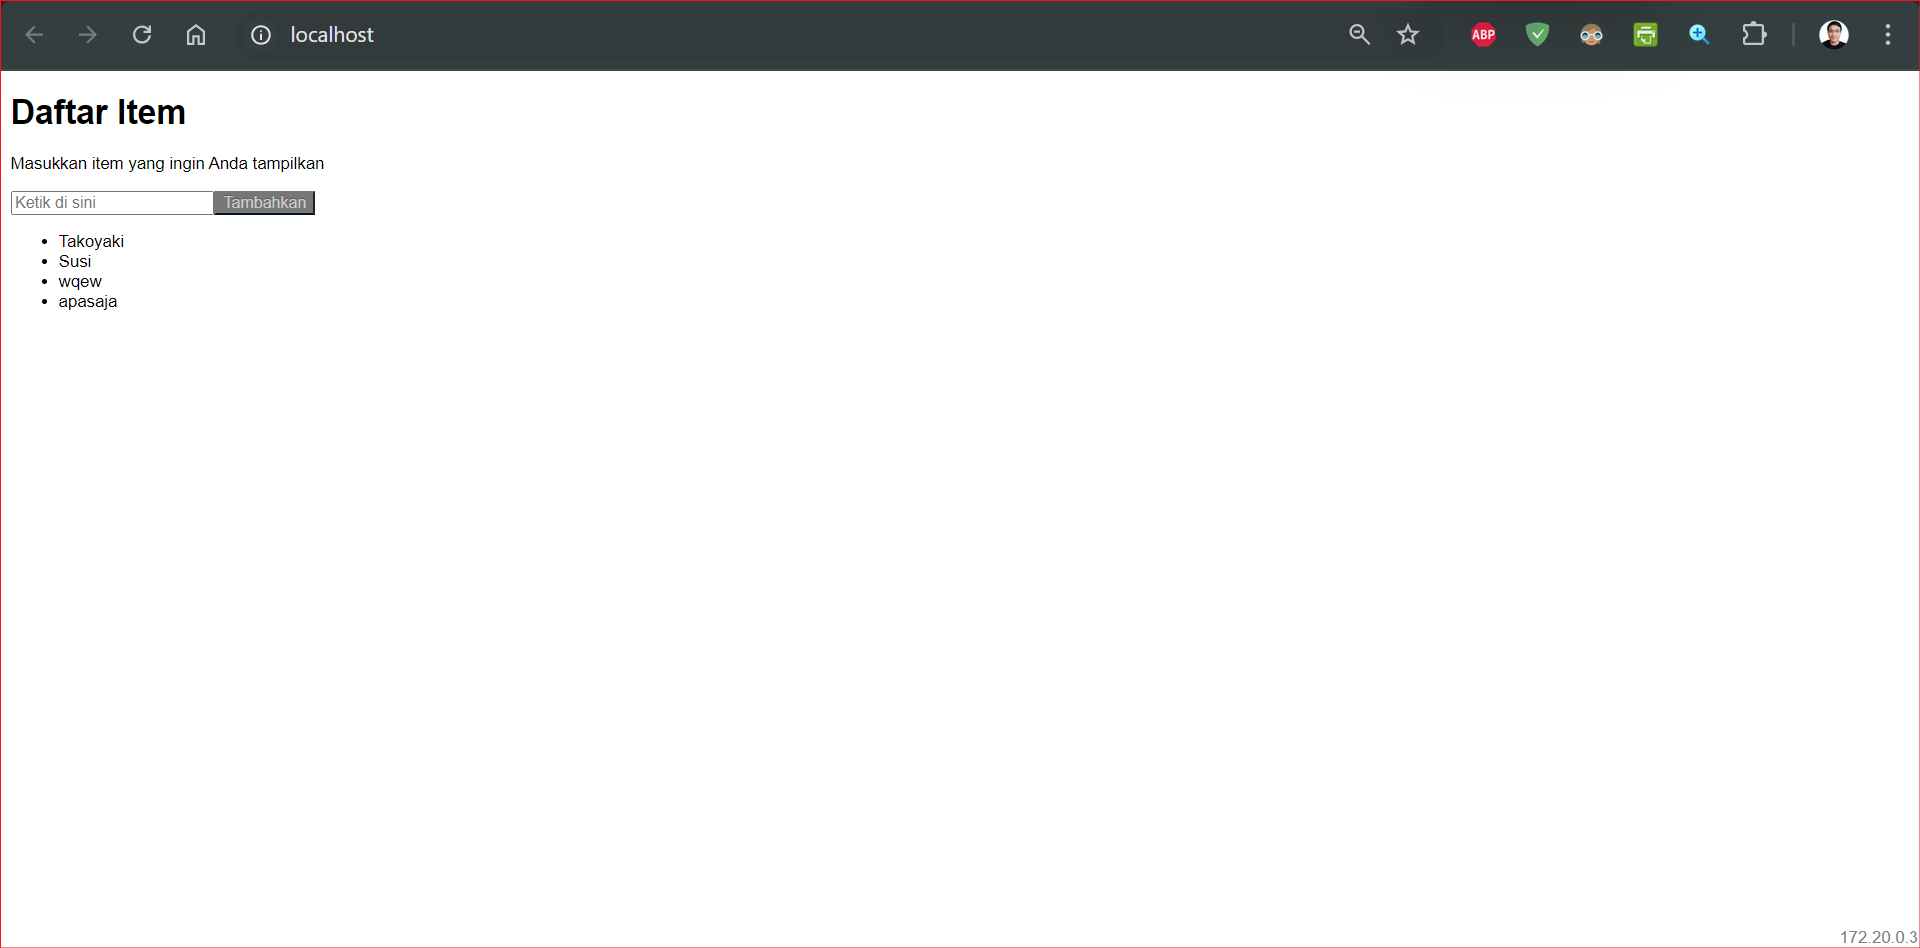 localhost
ABP
Daftar Item
Masukkan item yang ingin Anda tampilkan
Ketik di sini Tambahkan
Takoyaki
Susi
wqew
apasaja
172.20.0.3